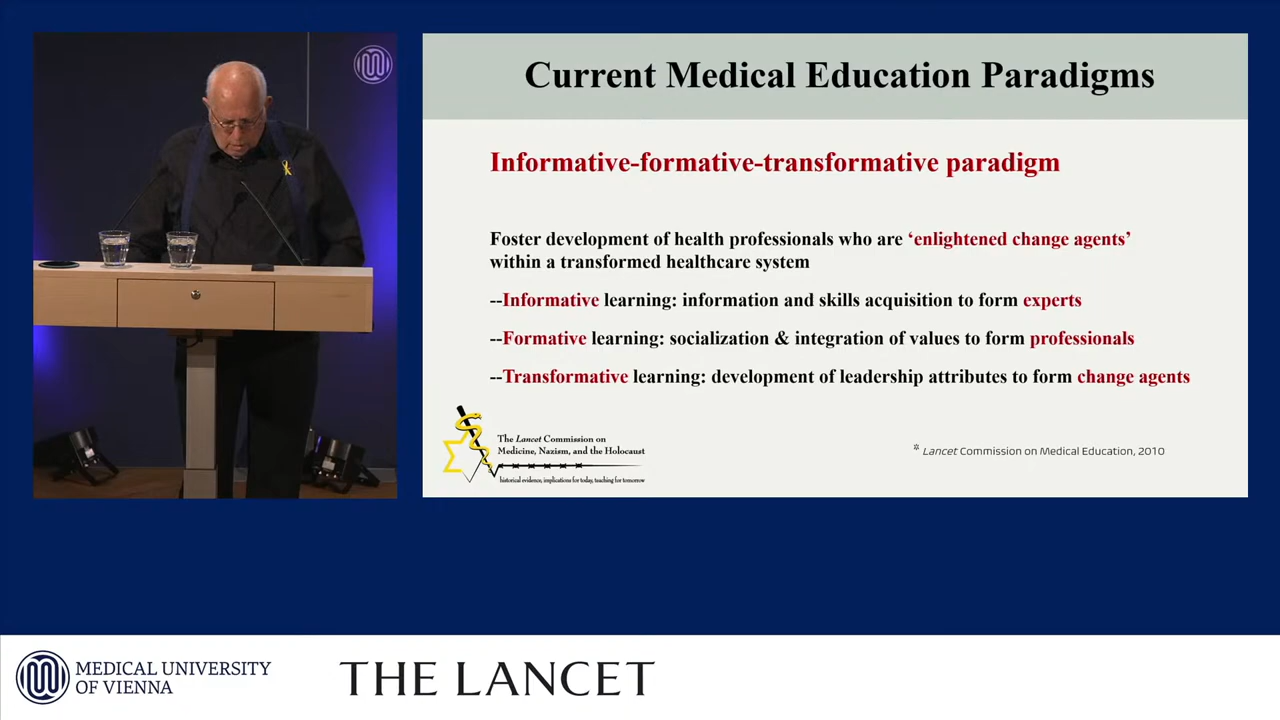 Current Medical Education Paradigms
Informative-formative-transformative paradigm
Foster development of health professionals who are ‘enlightened change agents’
within a transformed healthcare system
--Informative learning: information and skills acquisition to form experts
--Formative learning: socialization & integration of values to form professionals
--Transformative learning: development of leadership attributes to form change agents
The Lancet Commission on
Medicine, Nazism, and the Holocaust
historical evidence, implications for today, teaching for tomorrow
* Lancet Commission on Medical Education, 2010
MEDICAL UNIVERSITY
OF VIENNA
THE LANCET